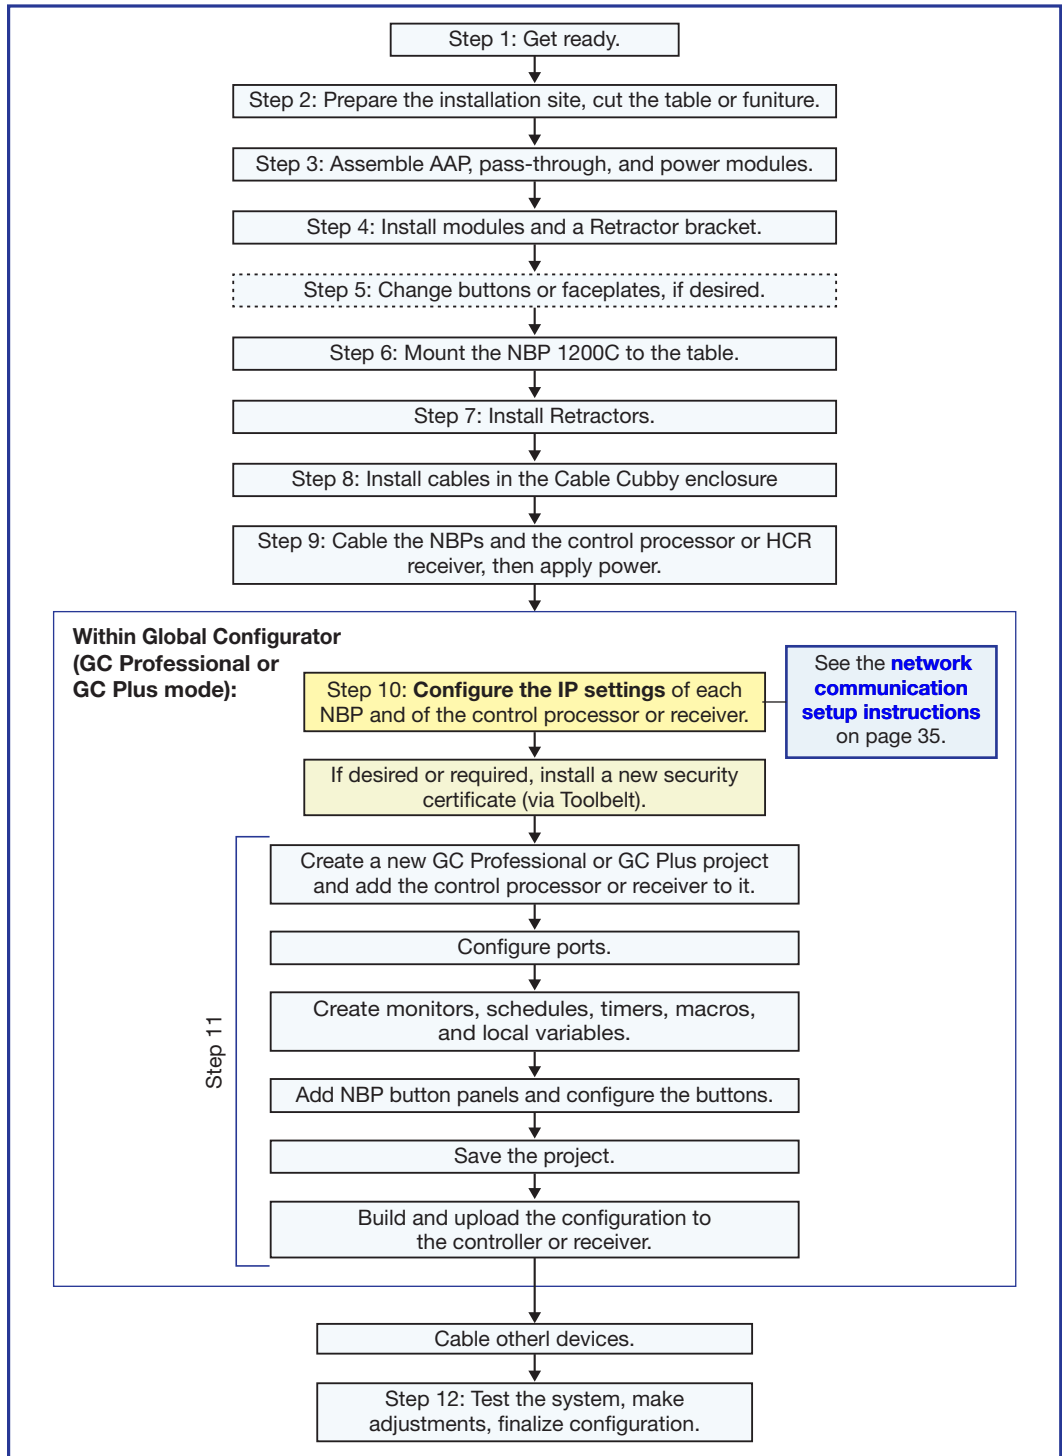 Step 1: Get ready.
Step 2: Prepare the installation site, cut the table or funiture.
Step 3: Assemble AAP, pass-through, and power modules.
Step 4: Install modules and a Retractor bracket.
Step 5: Change buttons or faceplates, if desired.
Step 6: Mount the NBP 1200C to the table.
Step 7: Install Retractors.
Step 8: Install cables in the Cable Cubby enclosure
Step 9: Cable the NBPs and the control processor or HCR
receiver, then apply power.
Within Global Configurator
(GC Professional or
GC Plus mode):
Step 10: Configure the IP settings of each
NBP and of the control processor or receiver.
See the network
communication
setup instructions
on page 35.
If desired or required, install a new security
certificate (via Toolbelt).
Step 11
Create a new GC Professional or GC Plus project
and add the control processor or receiver to it.
Configure ports.
Create monitors, schedules, timers, macros,
and local variables.
Add NBP button panels and configure the buttons.
Save the project.
Build and upload the configuration to
the controller or receiver.
Cable otherl devices.
Step 12: Test the system, make
adjustments, finalize configuration.